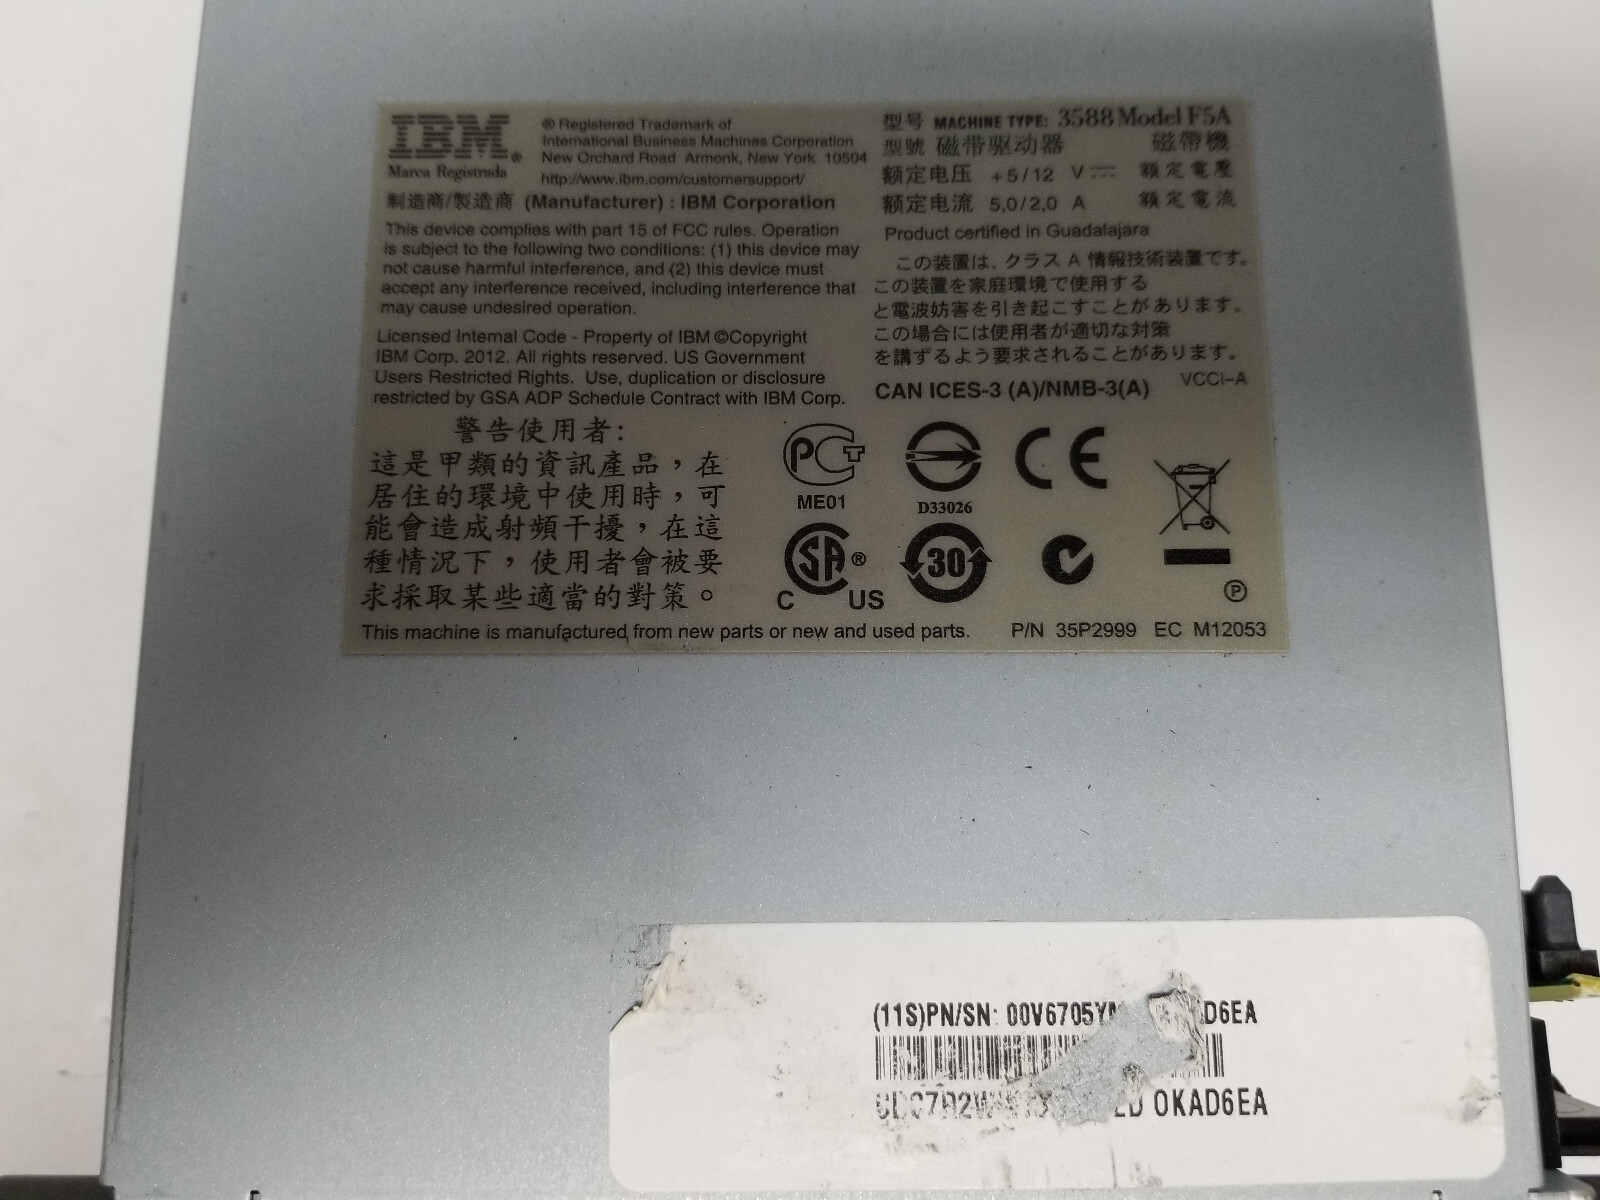 IBM®
Marca Registrada
® Registered Trademark of
International Business Machines Corporation
New Orchard Road Armonk, New York 10504
http://www.ibm.com/customersupport/
制造商/製造商 (Manufacturer) : IBM Corporation
This device complies with part 15 of FCC rules. Operation
is subject to the following two conditions: (1) this device may
not cause harmful interference, and (2) this device must
accept any interference received, including interference that
may cause undesired operation.
Licensed Internal Code - Property of IBM ©Copyright
IBM Corp. 2012. All rights reserved. US Government
Users Restricted Rights. Use, duplication or disclosure
restricted by GSA ADP Schedule Contract with IBM Corp.
型号 MACHINE TYPE: 3588 Model F5A
型號 磁带驱动器 磁帶機
额定电压 +5/12 V 額定電壓
额定电流 5,0/2,0 A 額定電流
Product certified in Guadalajara
この装置は、クラス A 情報技術装置です。
この装置を家庭環境で使用する
と電波妨害を引き起こすことがあります。
この場合には使用者が適切な対策
を講ずるよう要求されることがあります。
VCCI-A
CAN ICES-3 (A)/NMB-3(A)
警告使用者:
這是甲類的資訊產品，在
居住的環境中使用時，可
能會造成射頻干擾，在這
種情況下，使用者會被要
求採取某些適當的對策。
PCT
ME01
D33026
CE
SA®
C US
30
P
This machine is manufactured from new parts or new and used parts.
P/N 35P2999 EC M12053
(11S)PN/SN: 00V6705Y D6EA
0KAD6EA